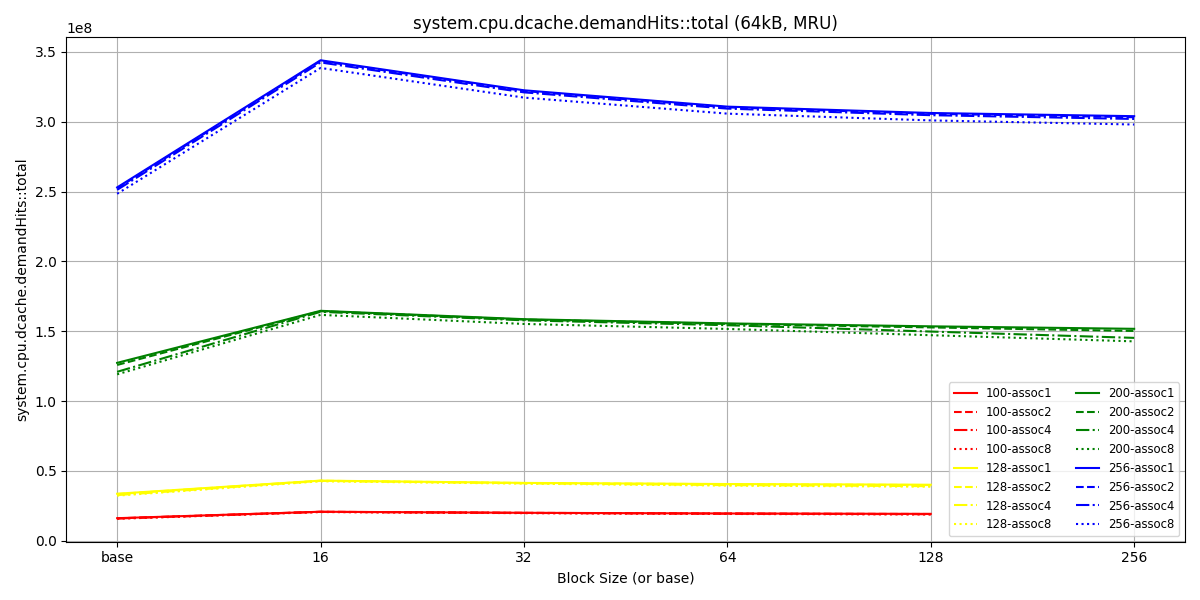 system.cpu.dcache.demandHits::total (64kB, MRU)
1e8
3.5
3.0
2.5
2.0
1.5
1.0
0.5
0.0
system.cpu.dcache.demandHits::total
base 16 32 64 128 256
Block Size (or base)
100-assoc1
100-assoc2
100-assoc4
100-assoc8
128-assoc1
128-assoc2
128-assoc4
128-assoc8
200-assoc1
200-assoc2
200-assoc4
200-assoc8
256-assoc1
256-assoc2
256-assoc4
256-assoc8